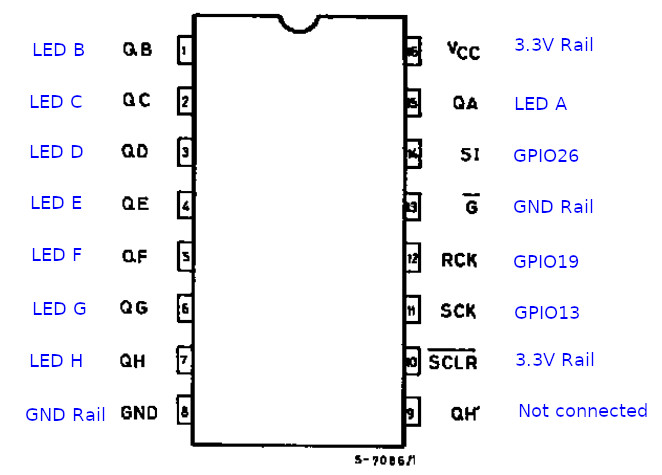 LED B QB 1 16 VCC 3.3V Rail
LED C QC 2 15 QA LED A
LED D QD 3 14 SI GPIO26
LED E QE 4 13 G GND Rail
LED F QF 5 12 RCK GPIO19
LED G QG 6 11 SCK GPIO13
LED H QH 7 10 SCLR 3.3V Rail
GND Rail GND 8 9 QH' Not connected
S-7086/1